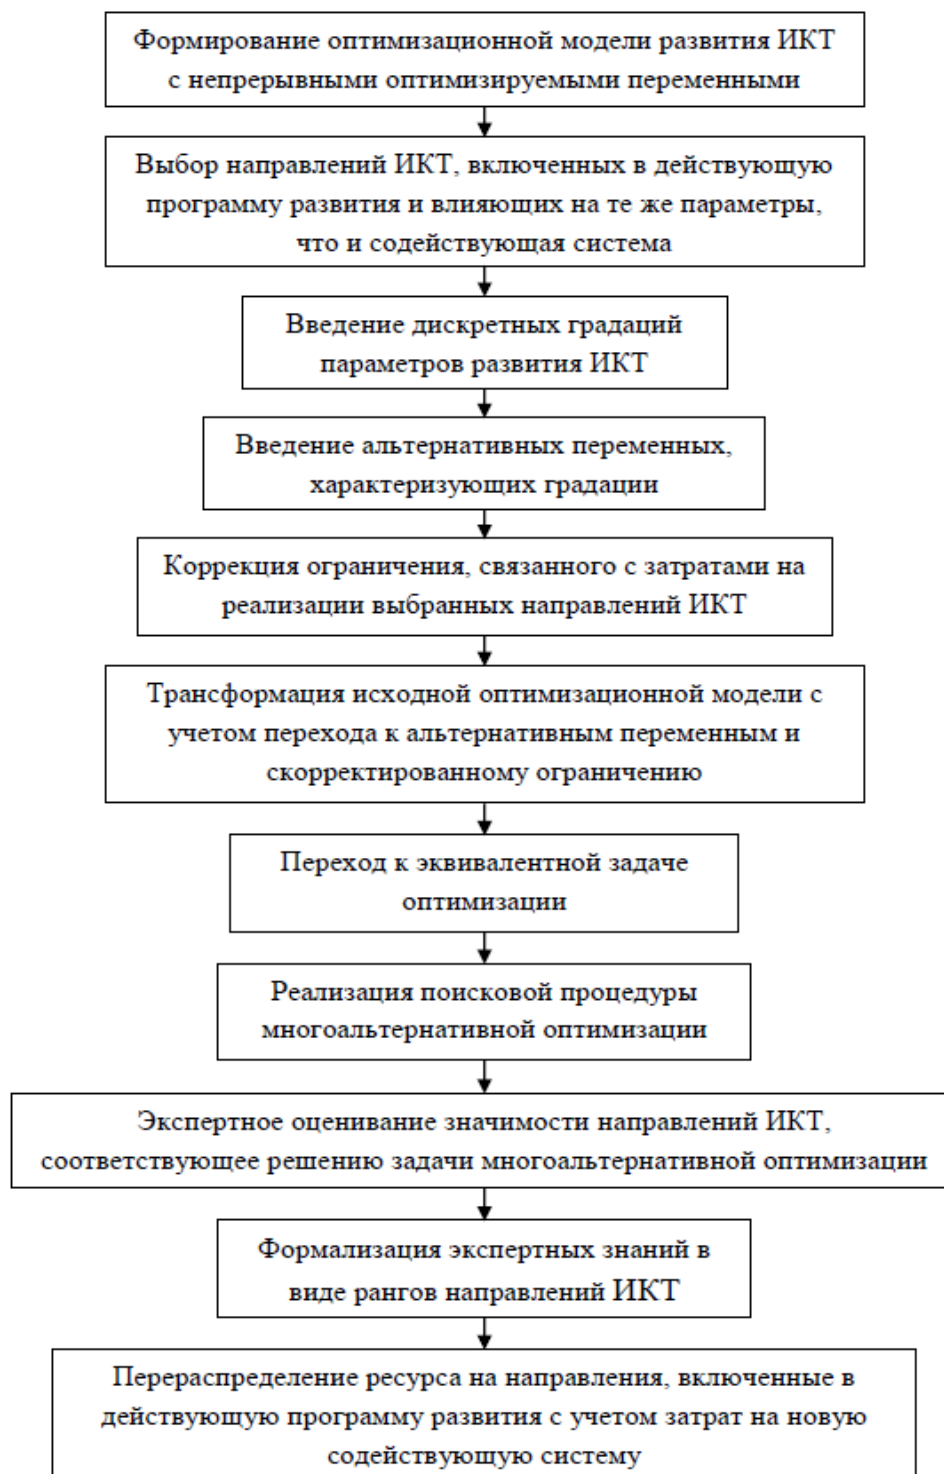 Формирование оптимизационной модели развития ИКТ
с непрерывными оптимизируемыми переменными
Выбор направлений ИКТ, включенных в действующую
программу развития и влияющих на те же параметры,
что и содействующая система
Введение дискретных градаций
параметров развития ИКТ
Введение альтернативных переменных,
характеризующих градации
Коррекция ограничения, связанного с затратами на
реализации выбранных направлений ИКТ
Трансформация исходной оптимизационной модели с
учетом перехода к альтернативным переменным и
скорректированному ограничению
Переход к эквивалентной задаче
оптимизации
Реализация поисковой процедуры
многоальтернативной оптимизации
Экспертное оценивание значимости направлений ИКТ,
соответствующее решению задачи многоальтернативной оптимизации
Формализация экспертных знаний в
виде рангов направлений ИКТ
Перераспределение ресурса на направления, включенные в
действующую программу развития с учетом затрат на новую
содействующую систему